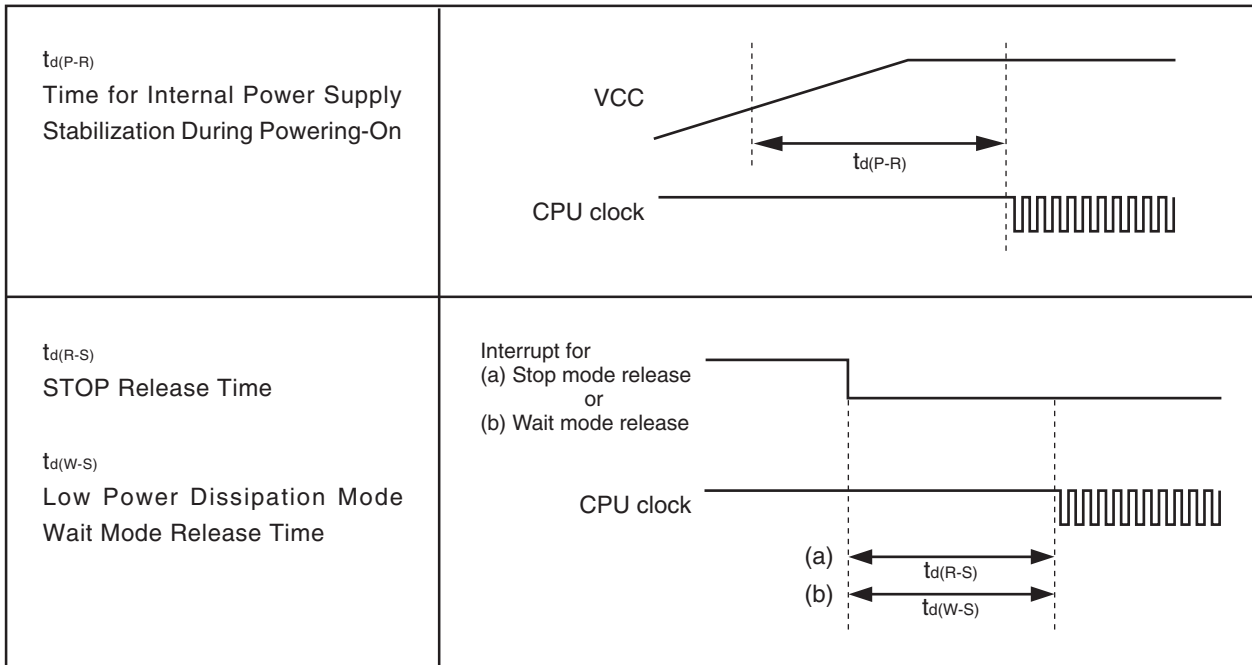 td(P-R)
Time for Internal Power Supply
Stabilization During Powering-On
VCC
td(P-R)
CPU clock
td(R-S)
STOP Release Time
td(W-S)
Low Power Dissipation Mode
Wait Mode Release Time
Interrupt for
(a) Stop mode release
or
(b) Wait mode release
CPU clock
(a)
td(R-S)
(b)
td(W-S)